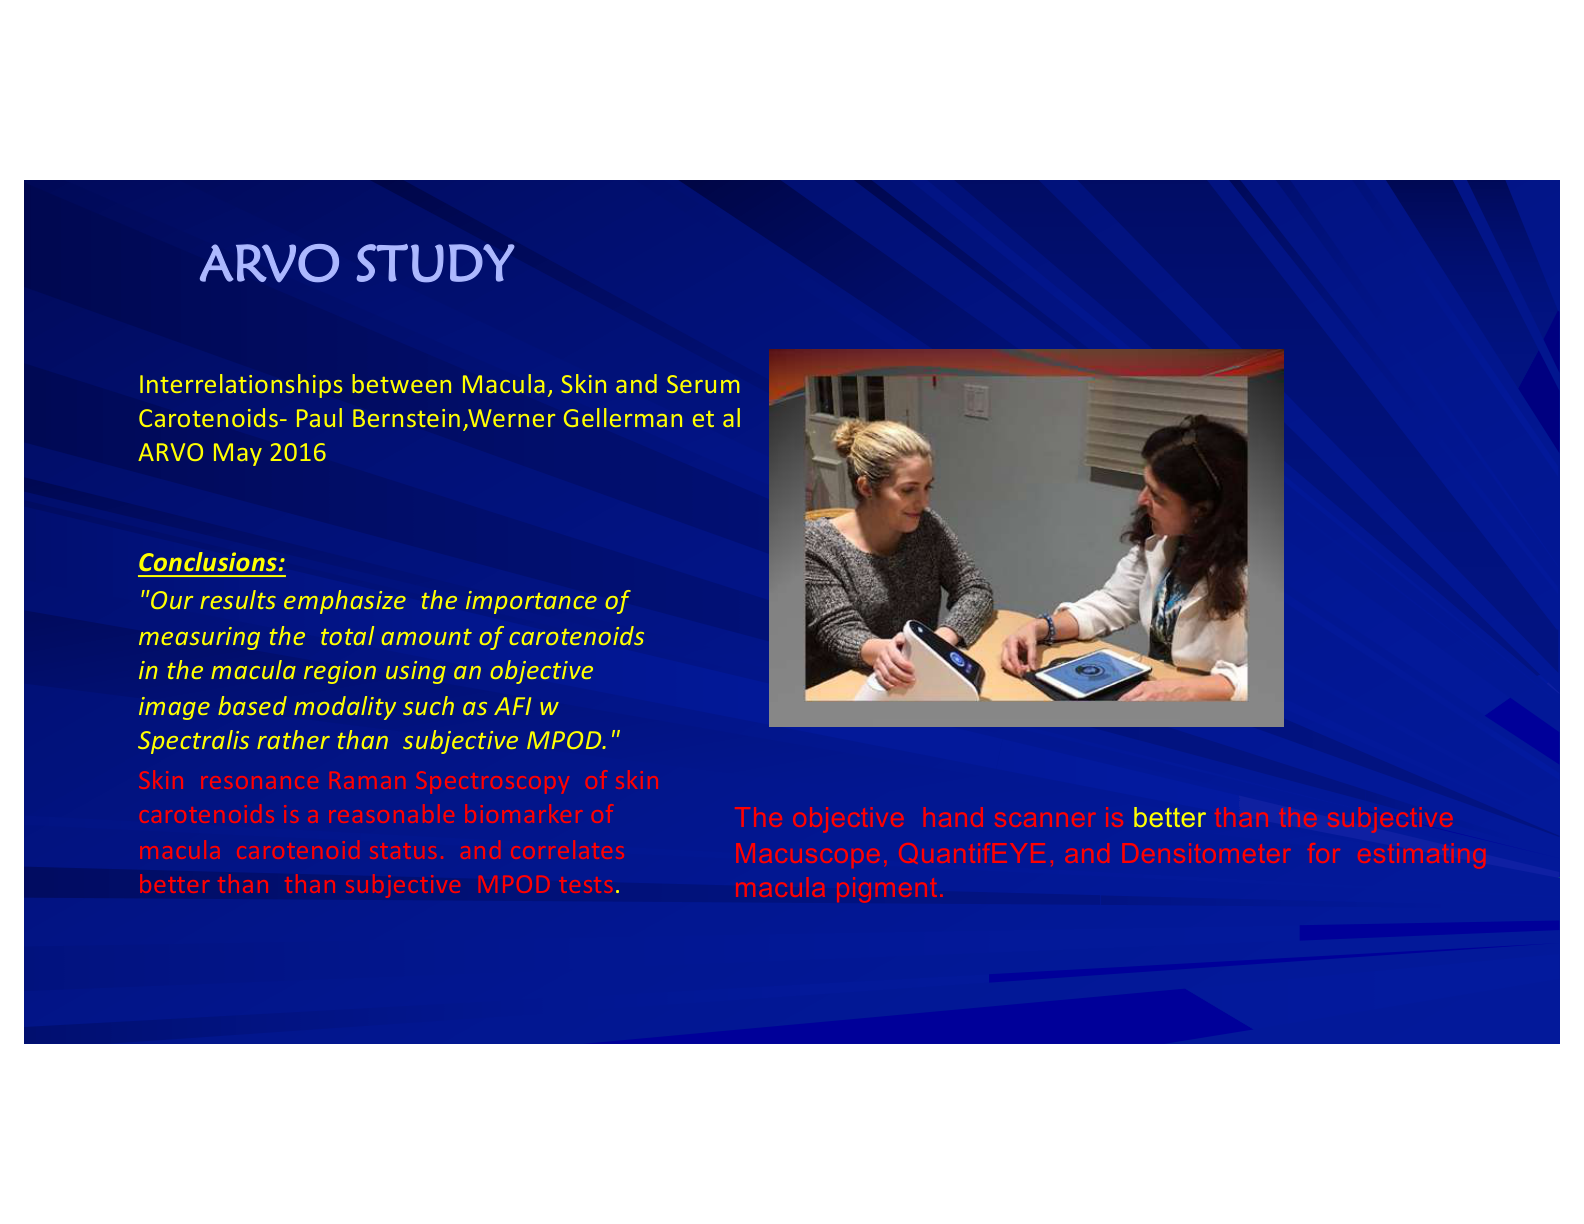 ARVO STUDY
Interrelationships between Macula, Skin and Serum
Carotenoids- Paul Bernstein,Werner Gellerman et al
ARVO May 2016
Conclusions:
"Our results emphasize  the importance of
measuring the  total amount of carotenoids
in the macula region using an objective
image based modality such as AFI w
Spectralis rather than  subjective MPOD."
Skin  resonance Raman Spectroscopy  of skin
carotenoids is a reasonable biomarker of
macula  carotenoid status.  and correlates
better than  than subjective  MPOD tests.
The objective  hand scanner is better than the subjective
Macuscope, QuantifEYE, and Densitometer  for  estimating
macula pigment.